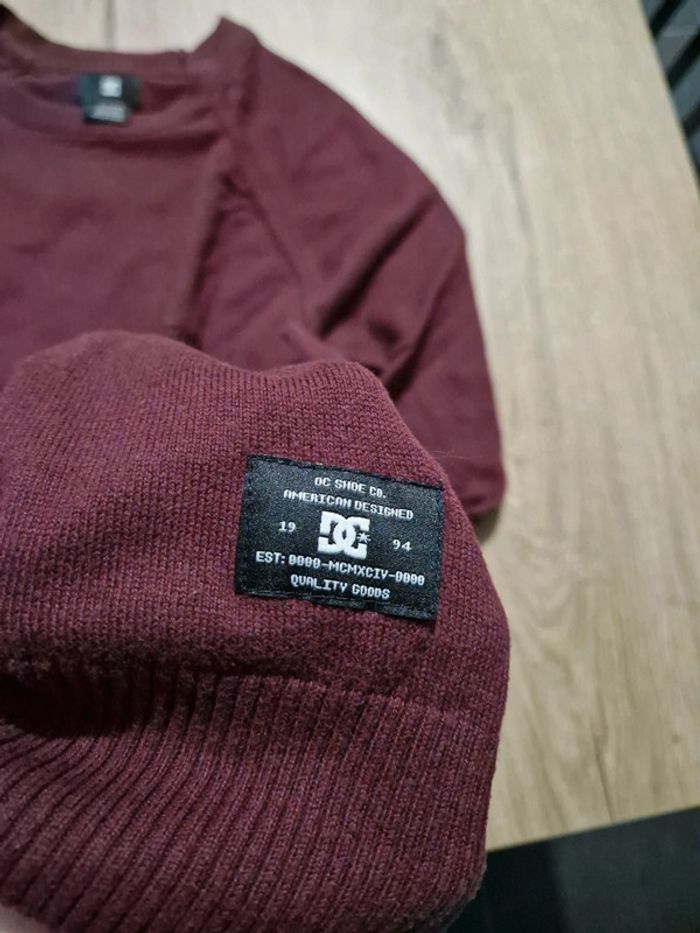 DC SHOE CO.
AMERICAN DESIGNED
19 DC 94
EST: 0000-MCMXCIV-0000
QUALITY GOODS